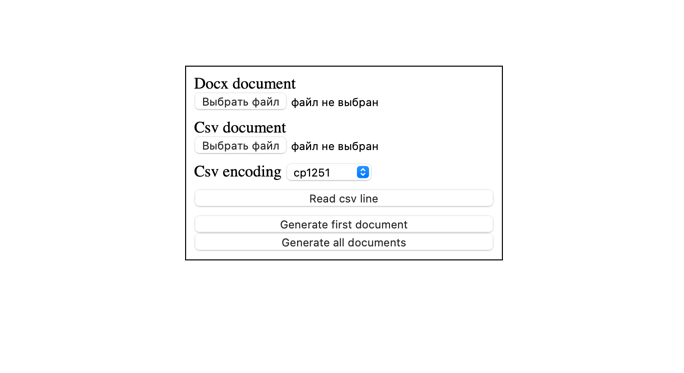 Docx document
Выбрать файл файл не выбран
Csv document
Выбрать файл файл не выбран
Csv encoding cp1251
Read csv line
Generate first document
Generate all documents